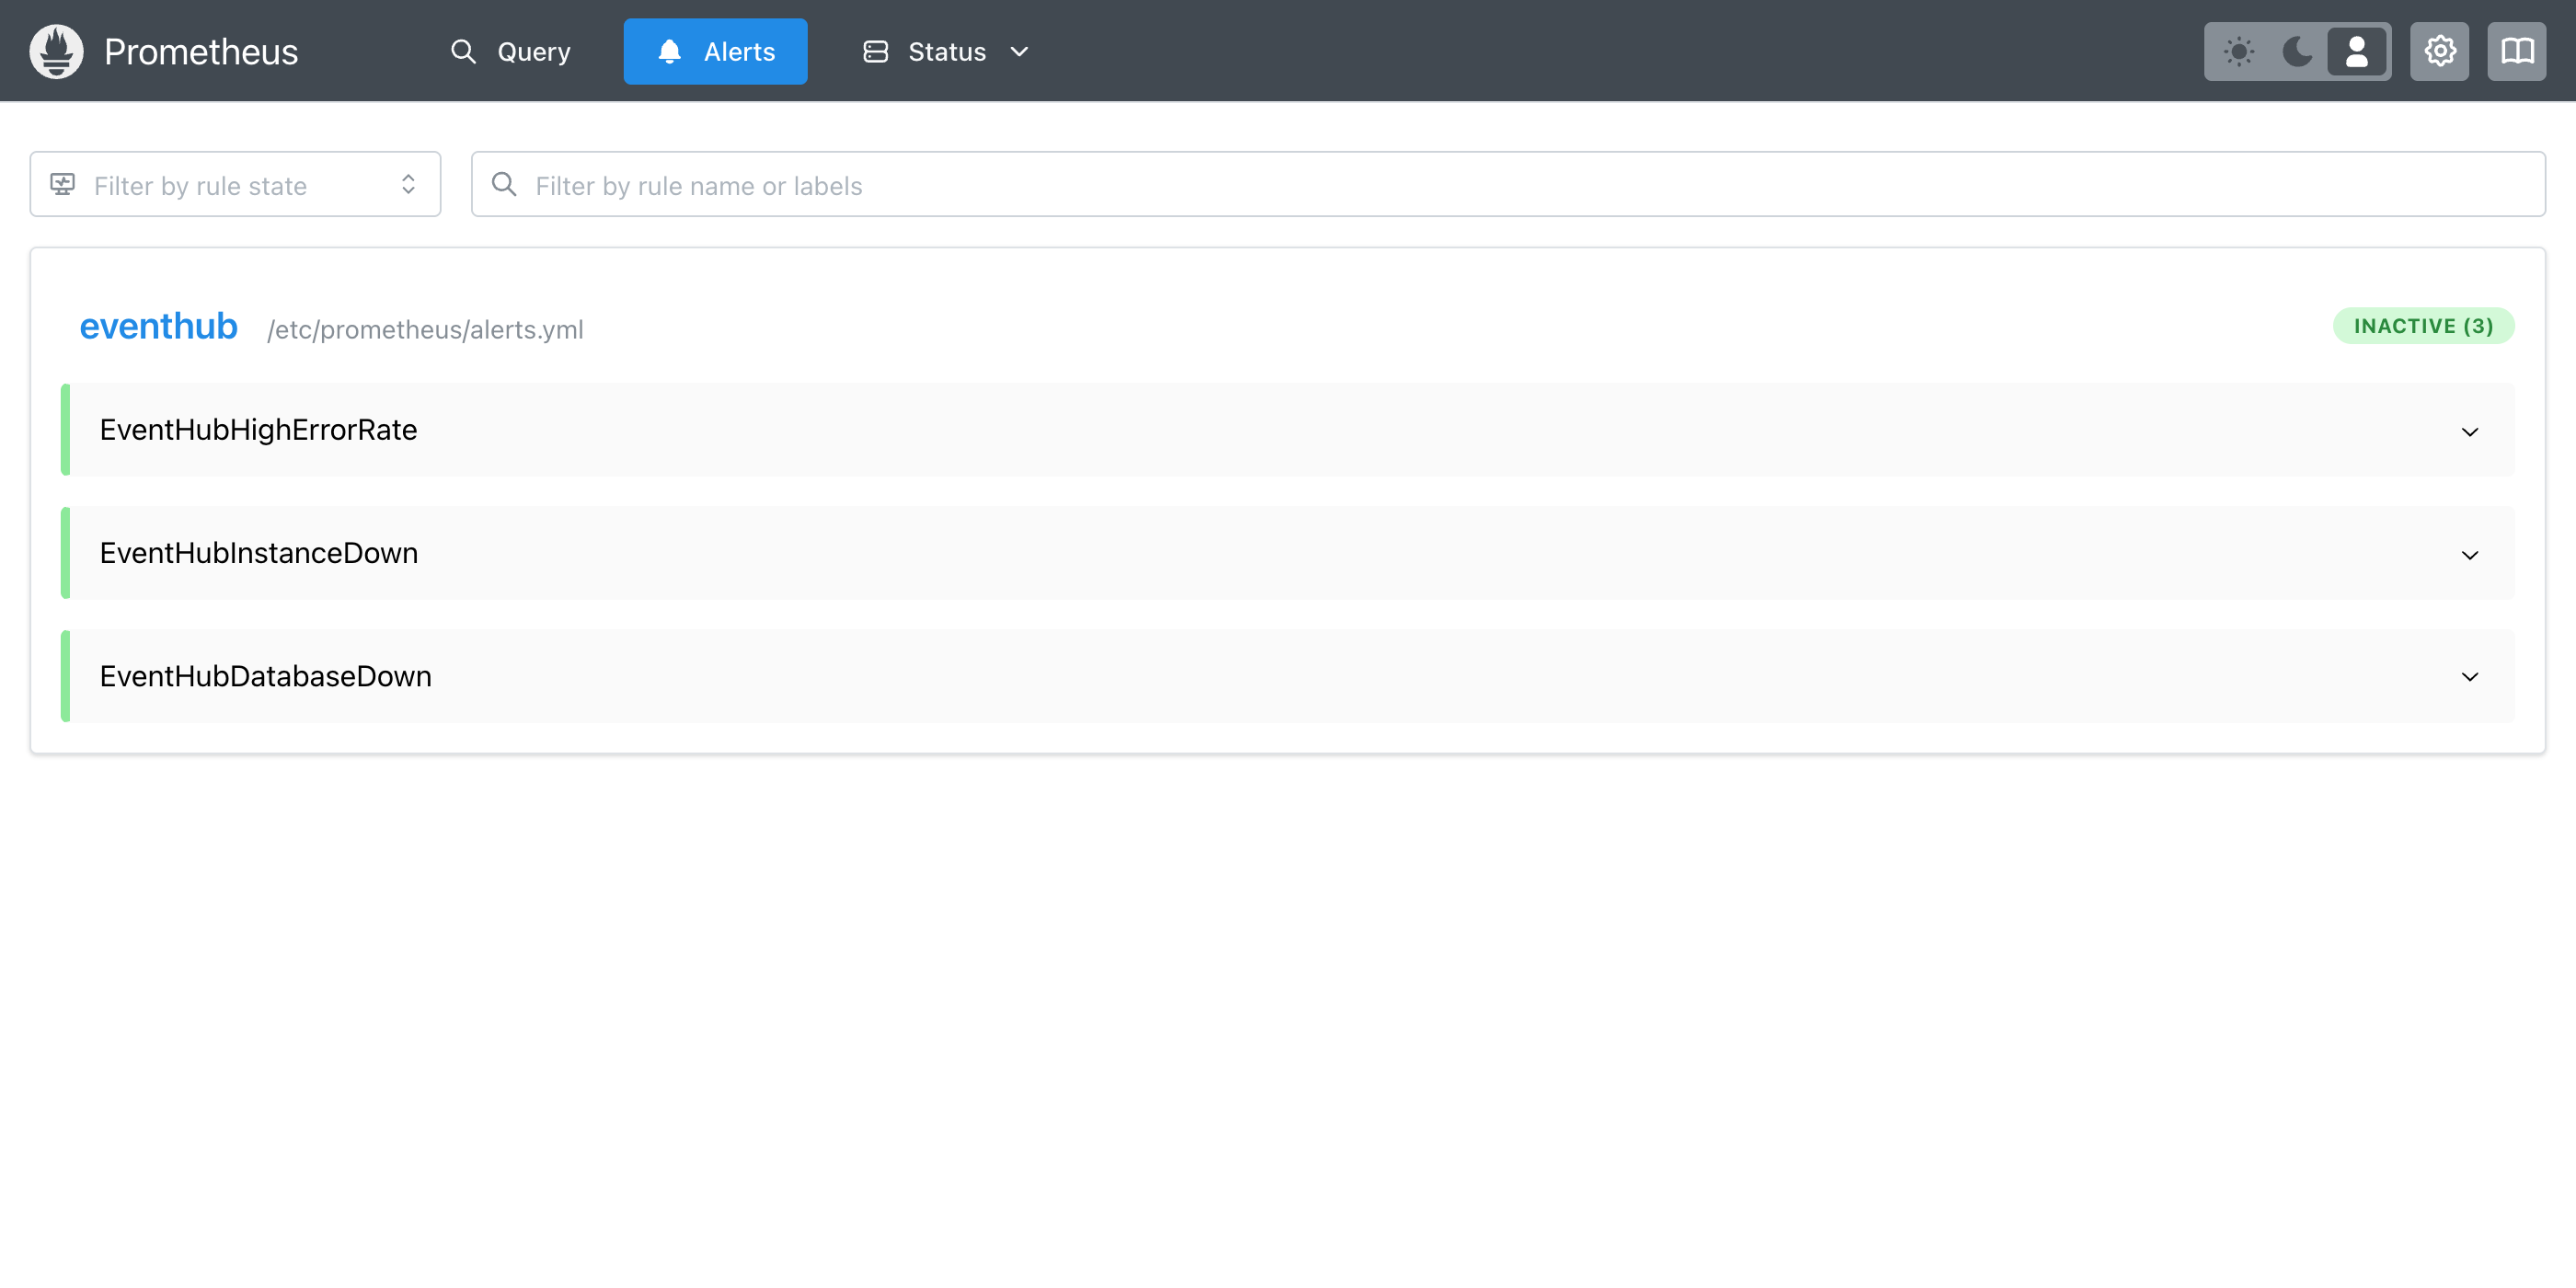 Prometheus Query Alerts Status
Filter by rule state Filter by rule name or labels
eventhub /etc/prometheus/alerts.yml INACTIVE (3)
EventHubHighErrorRate
EventHubInstanceDown
EventHubDatabaseDown